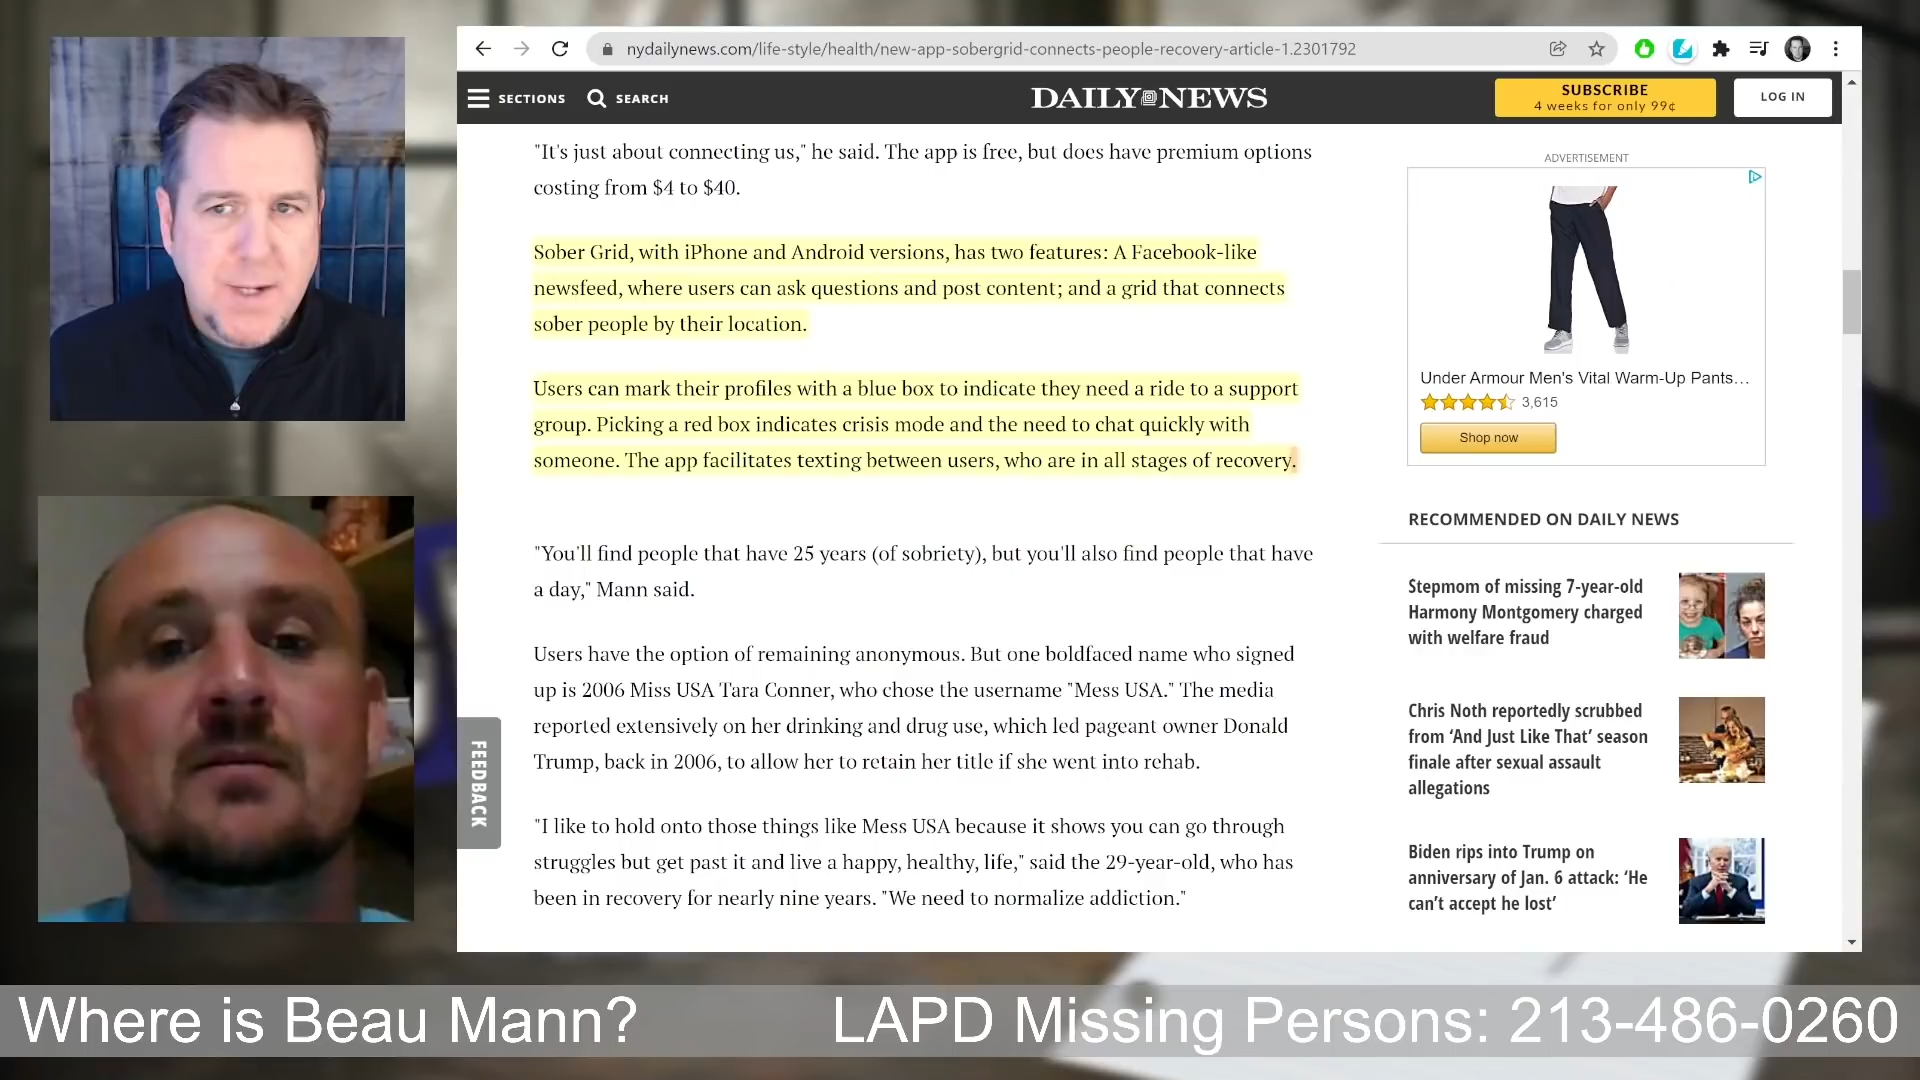 nydailynews.com/life-style/health/new-app-sobergrid-connects-people-recovery-article-1.2301792
SECTIONS
SEARCH
DAILY NEWS
SUBSCRIBE
4 weeks for only 99¢
LOG IN
"It's just about connecting us," he said. The app is free, but does have premium options
costing from $4 to $40.
Sober Grid, with iPhone and Android versions, has two features: A Facebook-like
newsfeed, where users can ask questions and post content; and a grid that connects
sober people by their location.
Users can mark their profiles with a blue box to indicate they need a ride to a support
group. Picking a red box indicates crisis mode and the need to chat quickly with
someone. The app facilitates texting between users, who are in all stages of recovery.
"You'll find people that have 25 years (of sobriety), but you'll also find people that have
a day," Mann said.
Users have the option of remaining anonymous. But one boldfaced name who signed
up is 2006 Miss USA Tara Conner, who chose the username "Mess USA." The media
reported extensively on her drinking and drug use, which led pageant owner Donald
Trump, back in 2006, to allow her to retain her title if she went into rehab.
"I like to hold onto those things like Mess USA because it shows you can go through
struggles but get past it and live a happy, healthy, life," said the 29-year-old, who has
been in recovery for nearly nine years. "We need to normalize addiction."
FEEDBACK
ADVERTISEMENT
Under Armour Men's Vital Warm-Up Pants…
3,615
Shop now
RECOMMENDED ON DAILY NEWS
Stepmom of missing 7-year-old
Harmony Montgomery charged
with welfare fraud
Chris Noth reportedly scrubbed
from ‘And Just Like That’ season
finale after sexual assault
allegations
Biden rips into Trump on
anniversary of Jan. 6 attack: ‘He
can’t accept he lost’
Where is Beau Mann?
LAPD Missing Persons: 213-486-0260